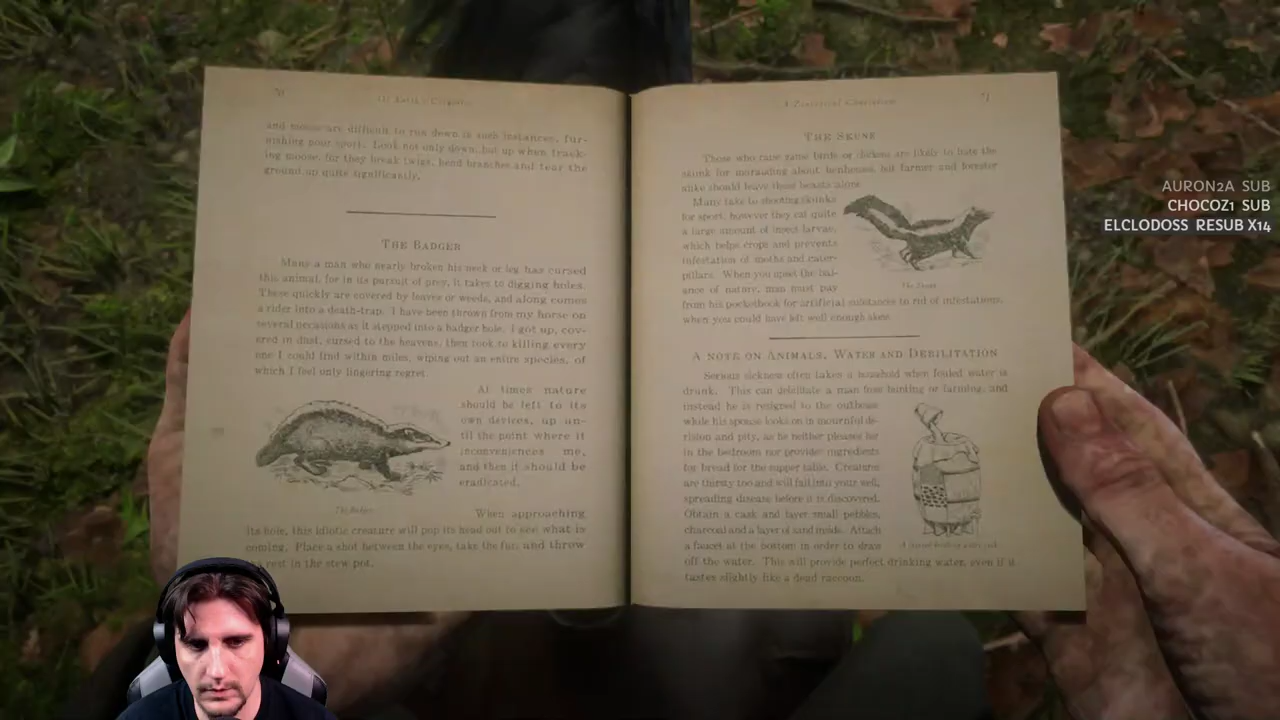 70
and moose are difficult to run down in such instances, fur-
nishing poor sport. Look not only down, but up when track-
ing moose, for they break twigs, bend branches and tear the
ground up quite significantly.
The Badger
Many a man who nearly broken his neck or leg has cursed
this animal, for in its pursuit of prey, it takes to digging holes.
These quickly are covered by leaves or weeds, and along comes
a rider into a death-trap. I have been thrown from my horse on
several occasions as it stepped into a badger hole. I got up, cov-
ered in dust, cursed to the heavens, then took to killing every
one I could find within miles, wiping out an entire species, of
which I feel only lingering regret.
At times nature
should be left to its
own devices, up un-
til the point where it
inconveniences me,
and then it should be
eradicated.
The Badger
When approaching
its hole, this idiotic creature will pop its head out to see what is
coming. Place a shot between the eyes, take the fur, and throw
rest in the stew pot.
71
The Skunk
Those who raise game birds or chickens are likely to hate the
skunk for marauding about henhouses, but farmer and forester
alike should leave these beasts alone.
Many take to shooting skunks
for sport, however they eat quite
a large amount of insect larvae,
which helps crops and prevents
infestation of moths and cater-
pillars. When you upset the bal-
ance of nature, man must pay
The Skunk
from his pocketbook for artificial substances to rid of infestations,
when you could have left well enough alone.
A Note on Animals, Water and Debilitation
Serious sickness often takes a household when fouled water is
drunk. This can debilitate a man from hunting or farming, and
instead he is resigned to the outhouse
while his spouse looks on in mournful de-
rision and pity, as he neither pleases her
in the bedroom nor provides ingredients
for bread for the supper table. Creatures
are thirsty too and will fall into your well,
spreading disease before it is discovered.
Obtain a cask and layer small pebbles,
charcoal and a layer of sand inside. Attach
a faucet at the bottom in order to draw
off the water. This will provide perfect drinking water, even if it
tastes slightly like a dead raccoon.
AURON2A SUB
CHOCOZ1 SUB
ELCLODOSS RESUB X14